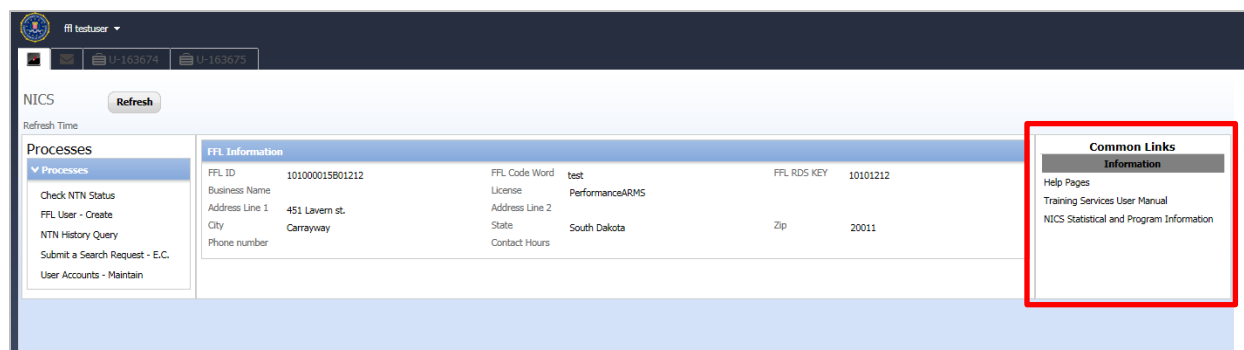 ffl testuser
U-163674 U-163675
NICS Refresh
Refresh Time
Processes
Processes
Check NTN Status
FFL User - Create
NTN History Query
Submit a Search Request - E.C.
User Accounts - Maintain
FFL Information
FFL ID 101000015B01212 FFL Code Word test FFL RDS KEY 10101212
Business Name License PerformanceARMS
Address Line 1 451 Lavern st. Address Line 2
City Carrayway State South Dakota Zip 20011
Phone number Contact Hours
Common Links
Information
Help Pages
Training Services User Manual
NICS Statistical and Program Information